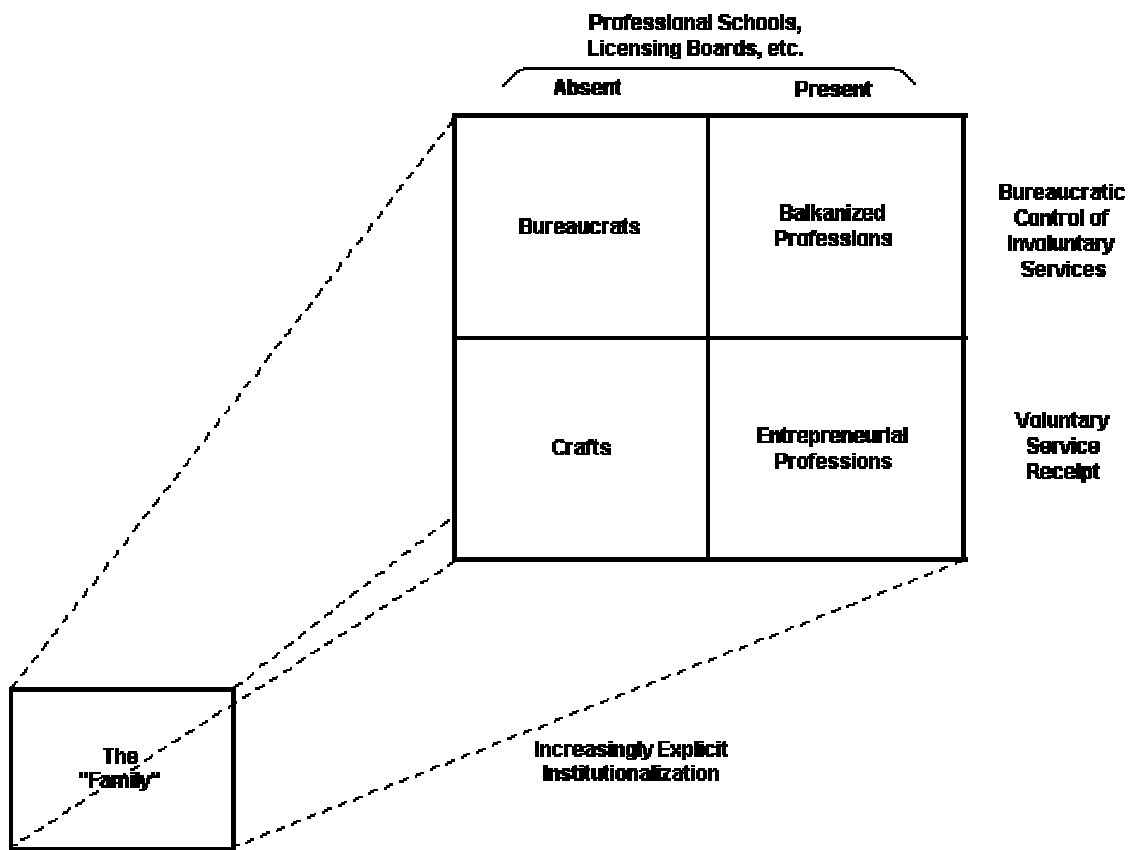 Professional Schools,
Licensing Boards, etc.
Absent
Present
Bureaucrats
Balkanized
Professions
Bureaucratic
Control of
Involuntary
Services
Crafts
Entrepreneurial
Professions
Voluntary
Service
Receipt
The
"Family"
Increasingly Explicit
Institutionalization